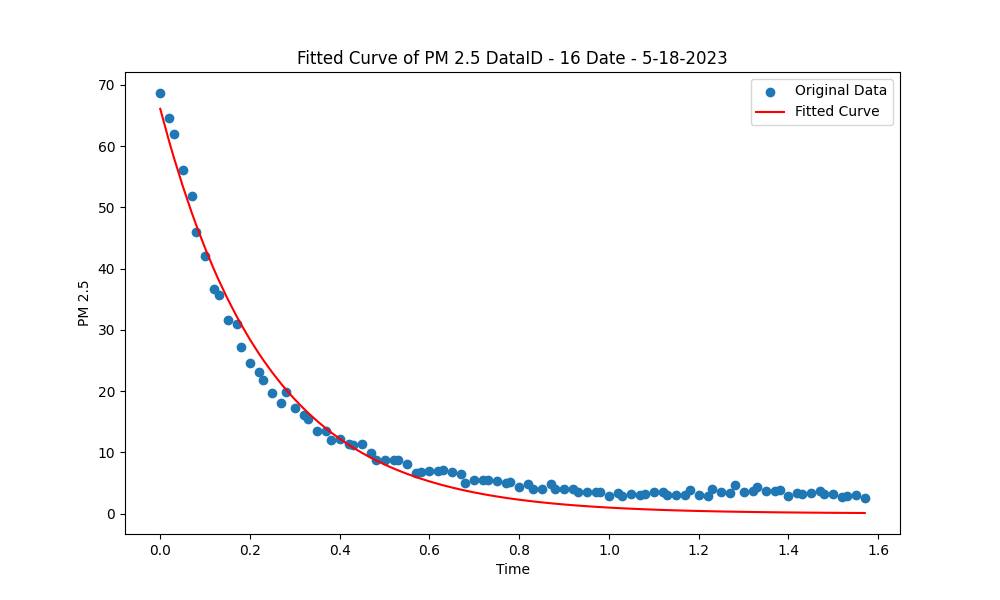 Fitted Curve of PM 2.5 DataID - 16 Date - 5-18-2023
Original Data
Fitted Curve
70
60
50
40
30
20
10
0
PM 2.5
0.0 0.2 0.4 0.6 0.8 1.0 1.2 1.4 1.6
Time